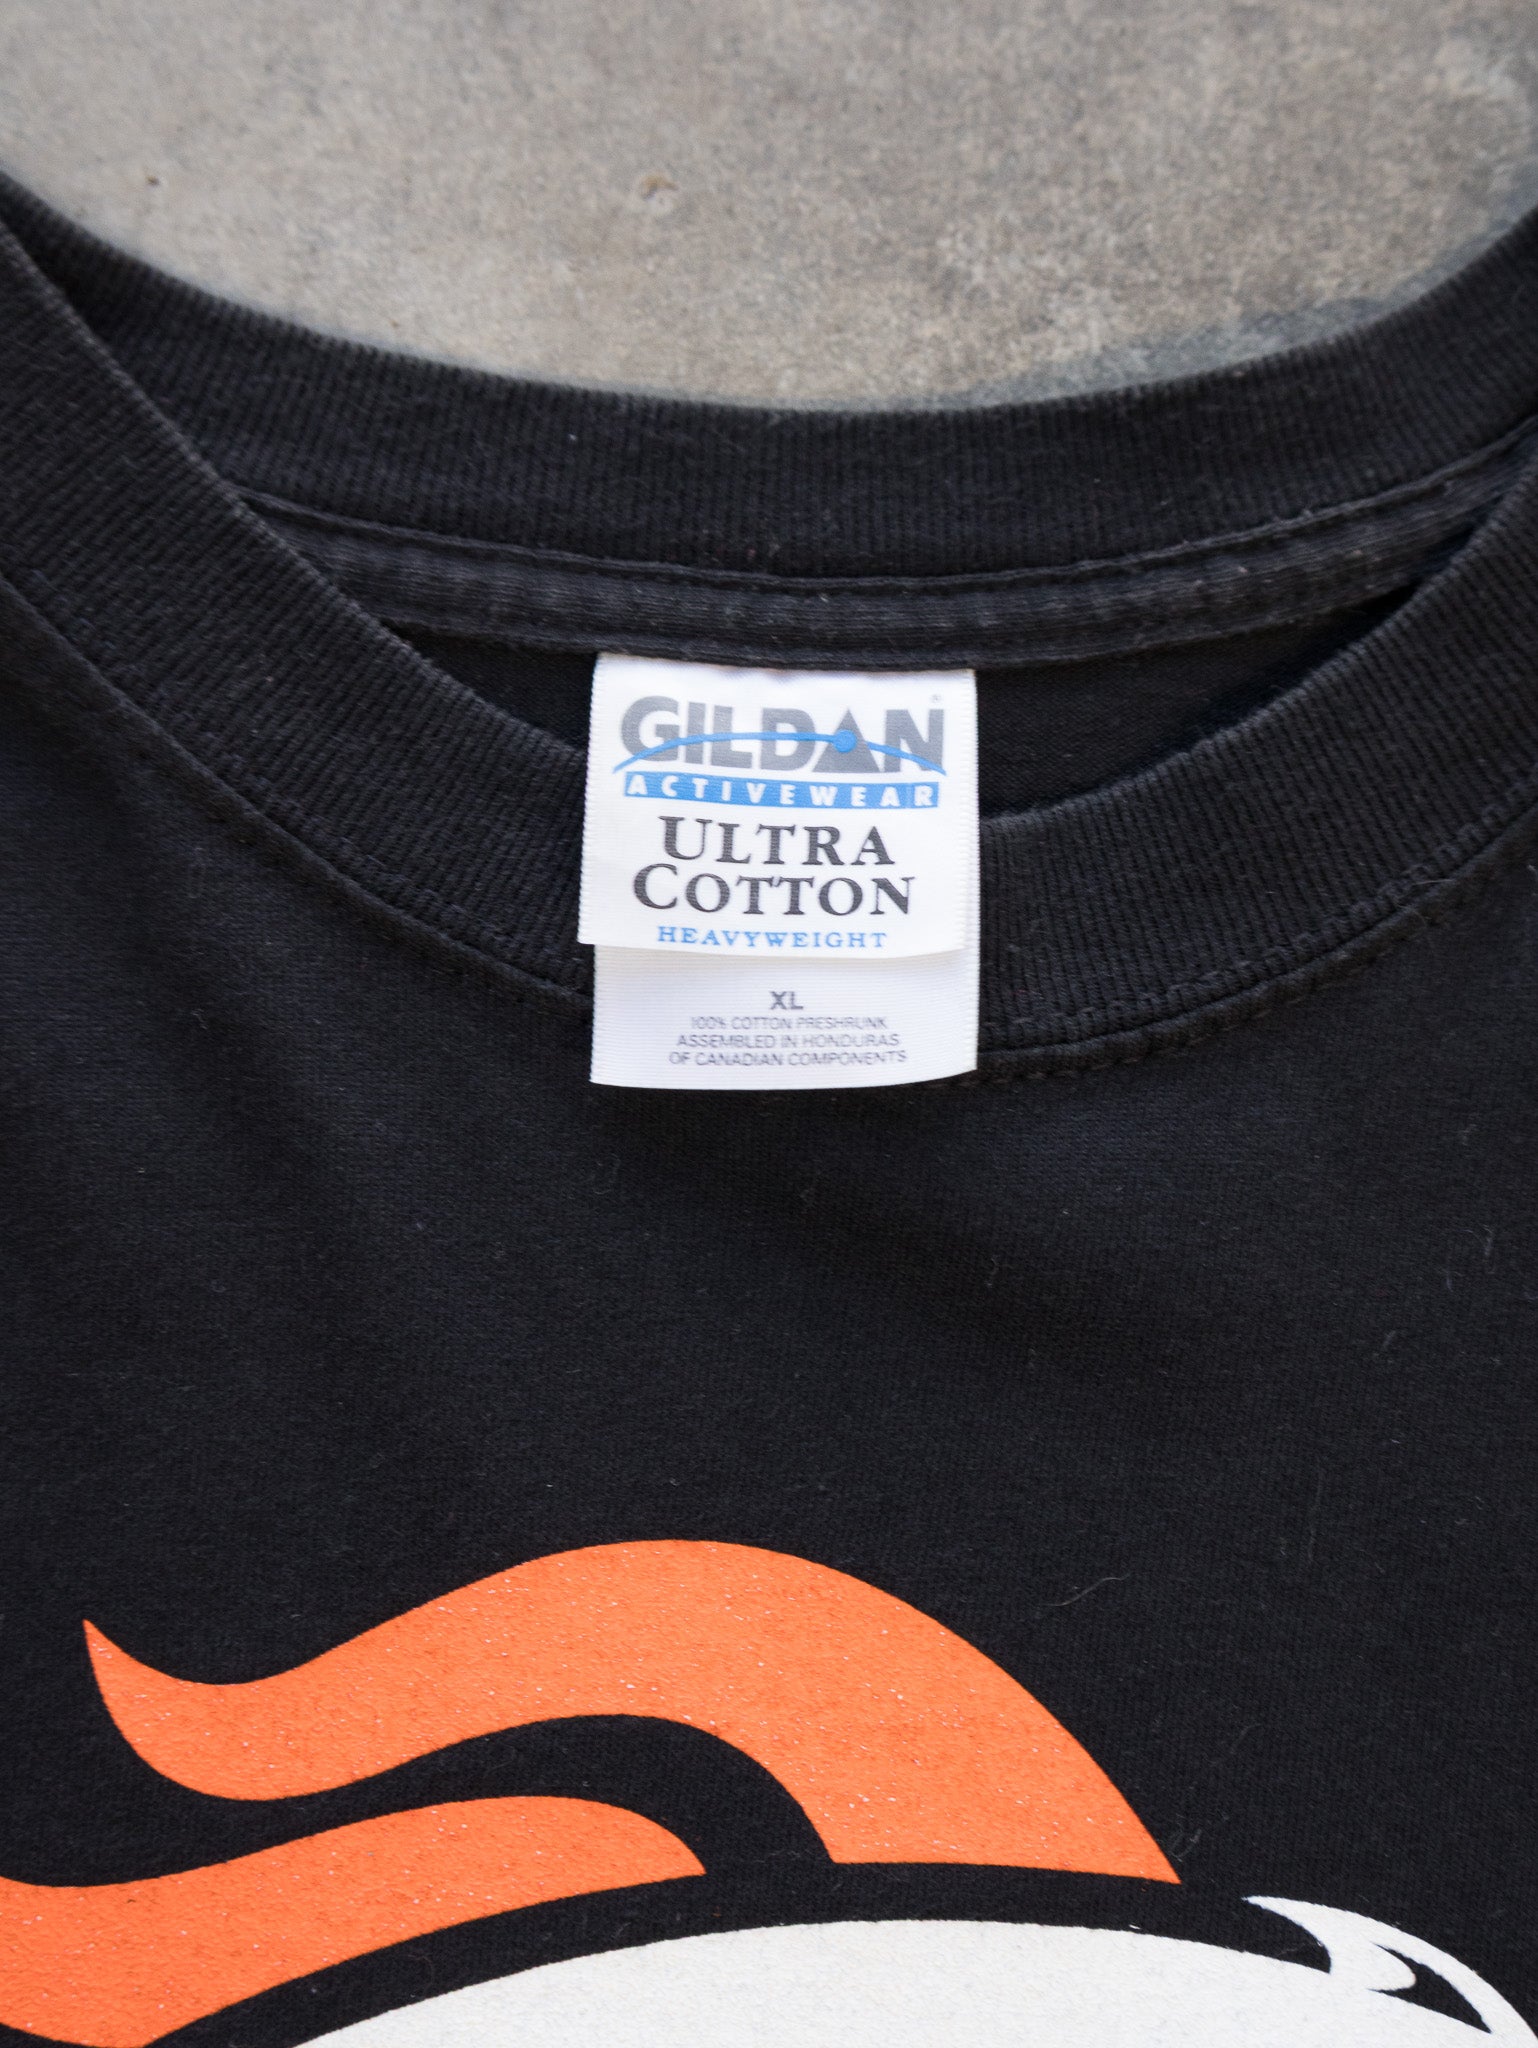 GILDAN®
ACTIVEWEAR
ULTRA
COTTON
HEAVYWEIGHT
XL
100% COTTON PRESHRUNK
ASSEMBLED IN HONDURAS
OF CANADIAN COMPONENTS